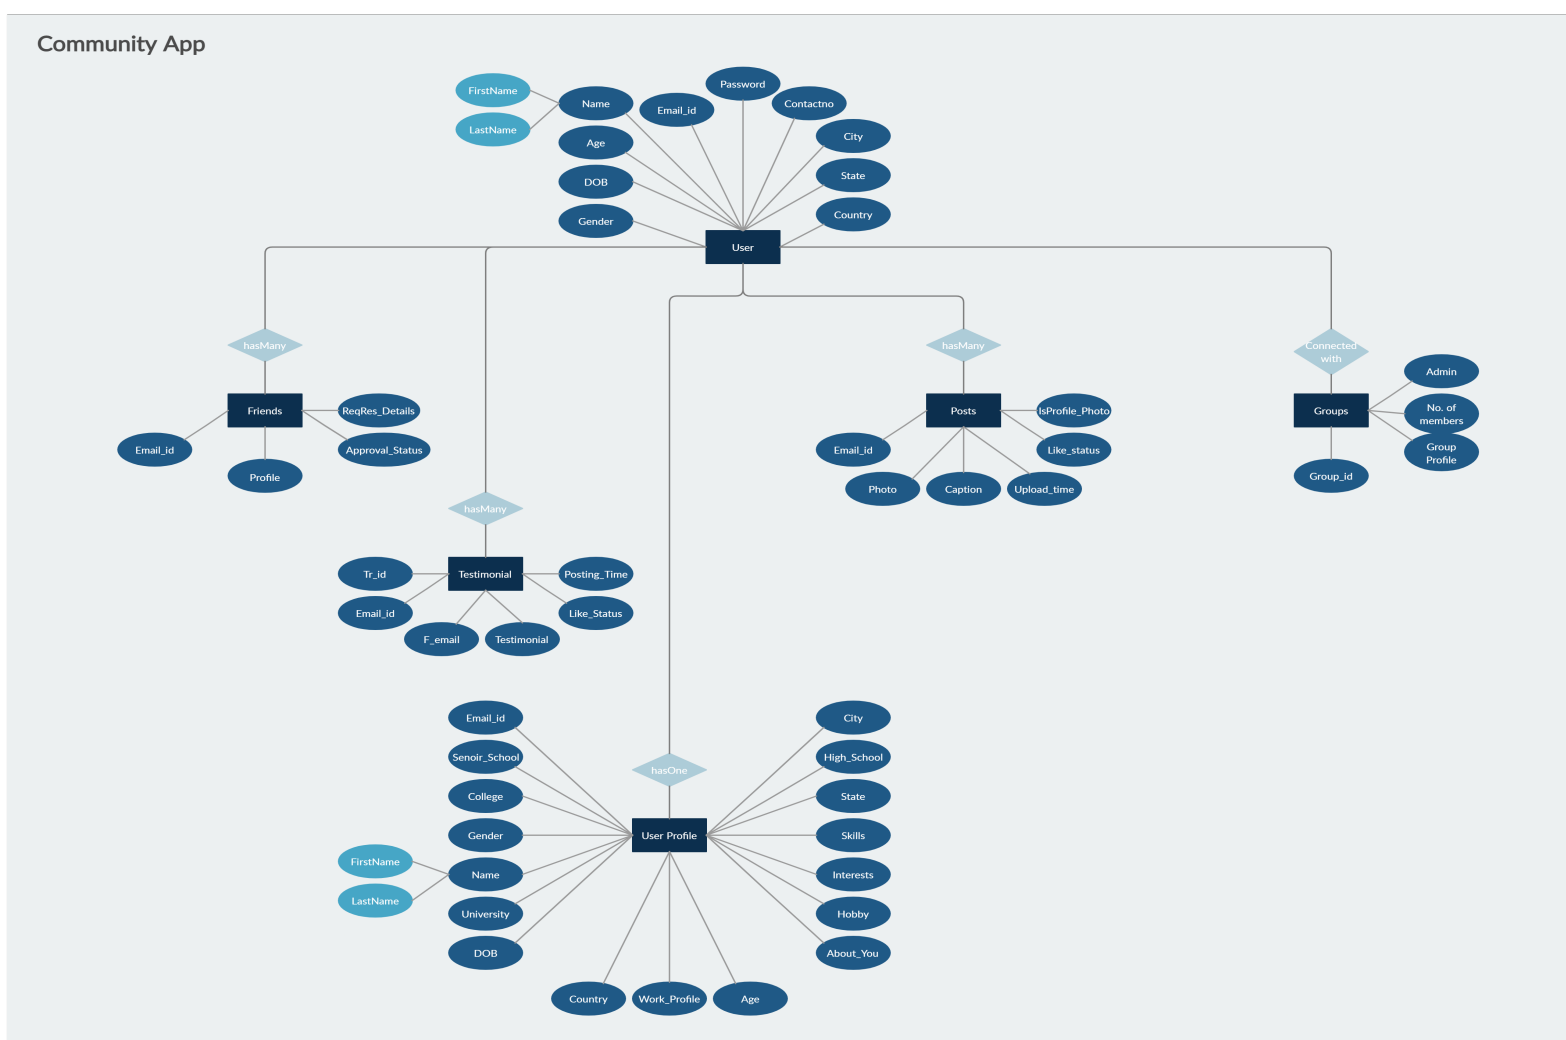 Community App
Password
FirstName
Name
Email_id
Contactno
LastName
Age
City
DOB
State
Gender
Country
User
hasMany
hasMany
Connected
with
Admin
Friends
ReqRes_Details
Posts
IsProfile_Photo
Groups
No. of
members
Email_id
Approval_Status
Email_id
Like_status
Group
Profile
Profile
Photo
Caption
Upload_time
Group_id
hasMany
Tr_id
Testimonial
Posting_Time
Email_id
Like_Status
F_email
Testimonial
Email_id
City
Senoir_School
High_School
hasOne
College
State
Gender
User Profile
Skills
FirstName
Name
Interests
LastName
University
Hobby
DOB
About_You
Country
Work_Profile
Age